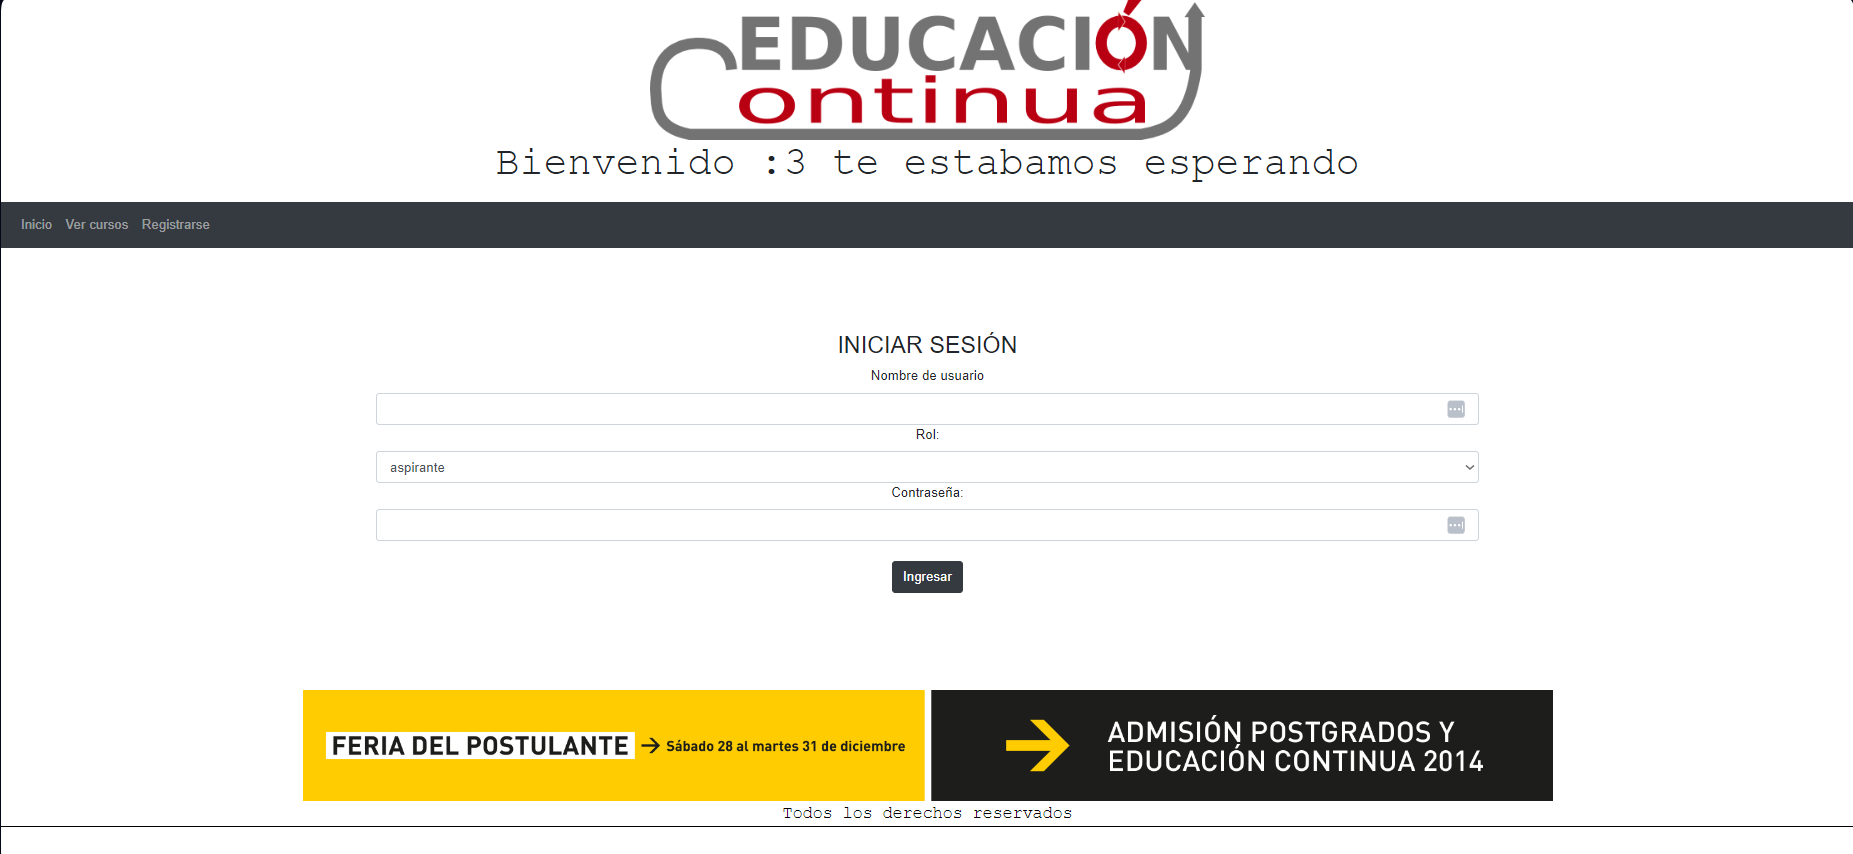 EDUCACIÓN
Continua
Bienvenido :3 te estabamos esperando
Inicio Ver cursos Registrarse
INICIAR SESIÓN
Nombre de usuario
Rol:
aspirante
Contraseña:
Ingresar
FERIA DEL POSTULANTE → Sábado 28 al martes 31 de diciembre
→ ADMISIÓN POSTGRADOS Y
EDUCACIÓN CONTINUA 2014
Todos los derechos reservados